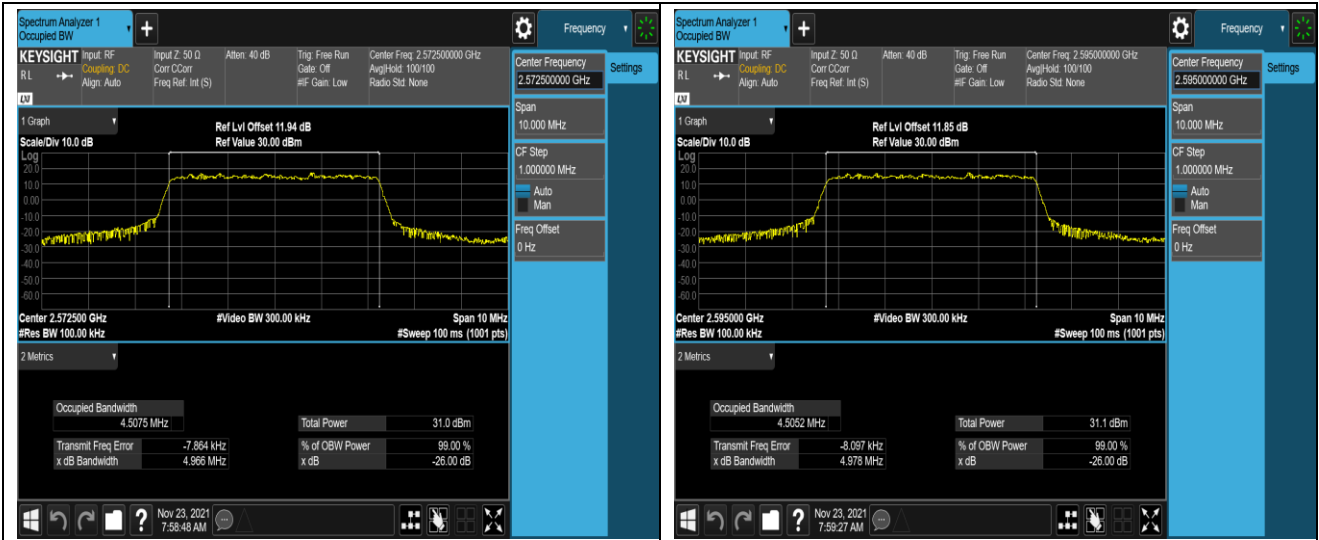 Spectrum Analyzer 1
Occupied BW
Frequency
KEYSIGHT Input: RF Input Z: 50 Ω Atten: 40 dB Trig: Free Run Center Freq: 2.572500000 GHz
RL Coupling: DC Corr CCorr Gate: Off Avg|Hold: 100/100
Align: Auto Freq Ref: Int (S) #IF Gain: Low Radio Std: None
LXI
Center Frequency
2.572500000 GHz
Settings
Span
10.000 MHz
CF Step
1.000000 MHz
Auto
Man
Freq Offset
0 Hz
1 Graph
Ref Lvl Offset 11.94 dB
Scale/Div 10.0 dB Ref Value 30.00 dBm
Log
20.0
10.0
0.00
-10.0
-20.0
-30.0
-40.0
-50.0
-60.0
Center 2.572500 GHz #Video BW 300.00 kHz Span 10 MHz
#Res BW 100.00 kHz #Sweep 100 ms (1001 pts)
2 Metrics
Occupied Bandwidth
4.5075 MHz Total Power 31.0 dBm
Transmit Freq Error -7.864 kHz % of OBW Power 99.00 %
x dB Bandwidth 4.966 MHz x dB -26.00 dB
? Nov 23, 2021
7:58:48 AM
Spectrum Analyzer 1
Occupied BW
Frequency
KEYSIGHT Input: RF Input Z: 50 Ω Atten: 40 dB Trig: Free Run Center Freq: 2.595000000 GHz
RL Coupling: DC Corr CCorr Gate: Off Avg|Hold: 100/100
Align: Auto Freq Ref: Int (S) #IF Gain: Low Radio Std: None
LXI
Center Frequency
2.595000000 GHz
Settings
Span
10.000 MHz
CF Step
1.000000 MHz
Auto
Man
Freq Offset
0 Hz
1 Graph
Ref Lvl Offset 11.85 dB
Scale/Div 10.0 dB Ref Value 30.00 dBm
Log
20.0
10.0
0.00
-10.0
-20.0
-30.0
-40.0
-50.0
-60.0
Center 2.595000 GHz #Video BW 300.00 kHz Span 10 MHz
#Res BW 100.00 kHz #Sweep 100 ms (1001 pts)
2 Metrics
Occupied Bandwidth
4.5052 MHz Total Power 31.1 dBm
Transmit Freq Error -8.097 kHz % of OBW Power 99.00 %
x dB Bandwidth 4.978 MHz x dB -26.00 dB
? Nov 23, 2021
7:59:27 AM